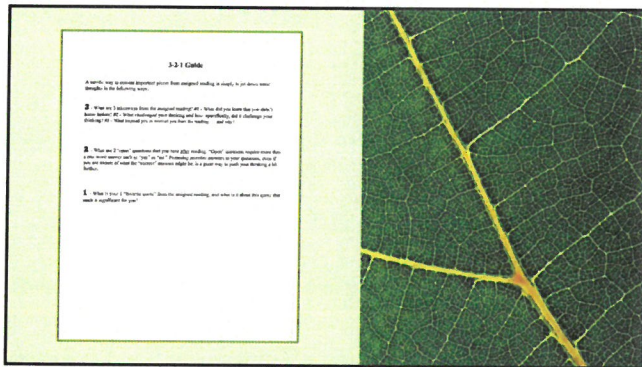 3-2-1 Guide
A terrific way to extract important pieces from assigned reading is simply to jot down some
thoughts in the following ways.
3 - What are 3 takeaways from the assigned reading? #1 - What did you learn that you didn't
know before? #2 - What challenged your thinking and how, specifically, did it challenge your
thinking? #3 - What inspired you or moved you from the reading and why?
2 - What are 2 "open" questions that you have after reading. "Open" questions require more than
a one word answer such as "yes" or "no." Pondering possible answers to your questions, even if
you are unsure of what the "correct" answers might be, is a great way to push your thinking a bit
further.
1 - What is your 1 "favorite quote" from the assigned reading, and what is it about this quote that
made it significant for you?